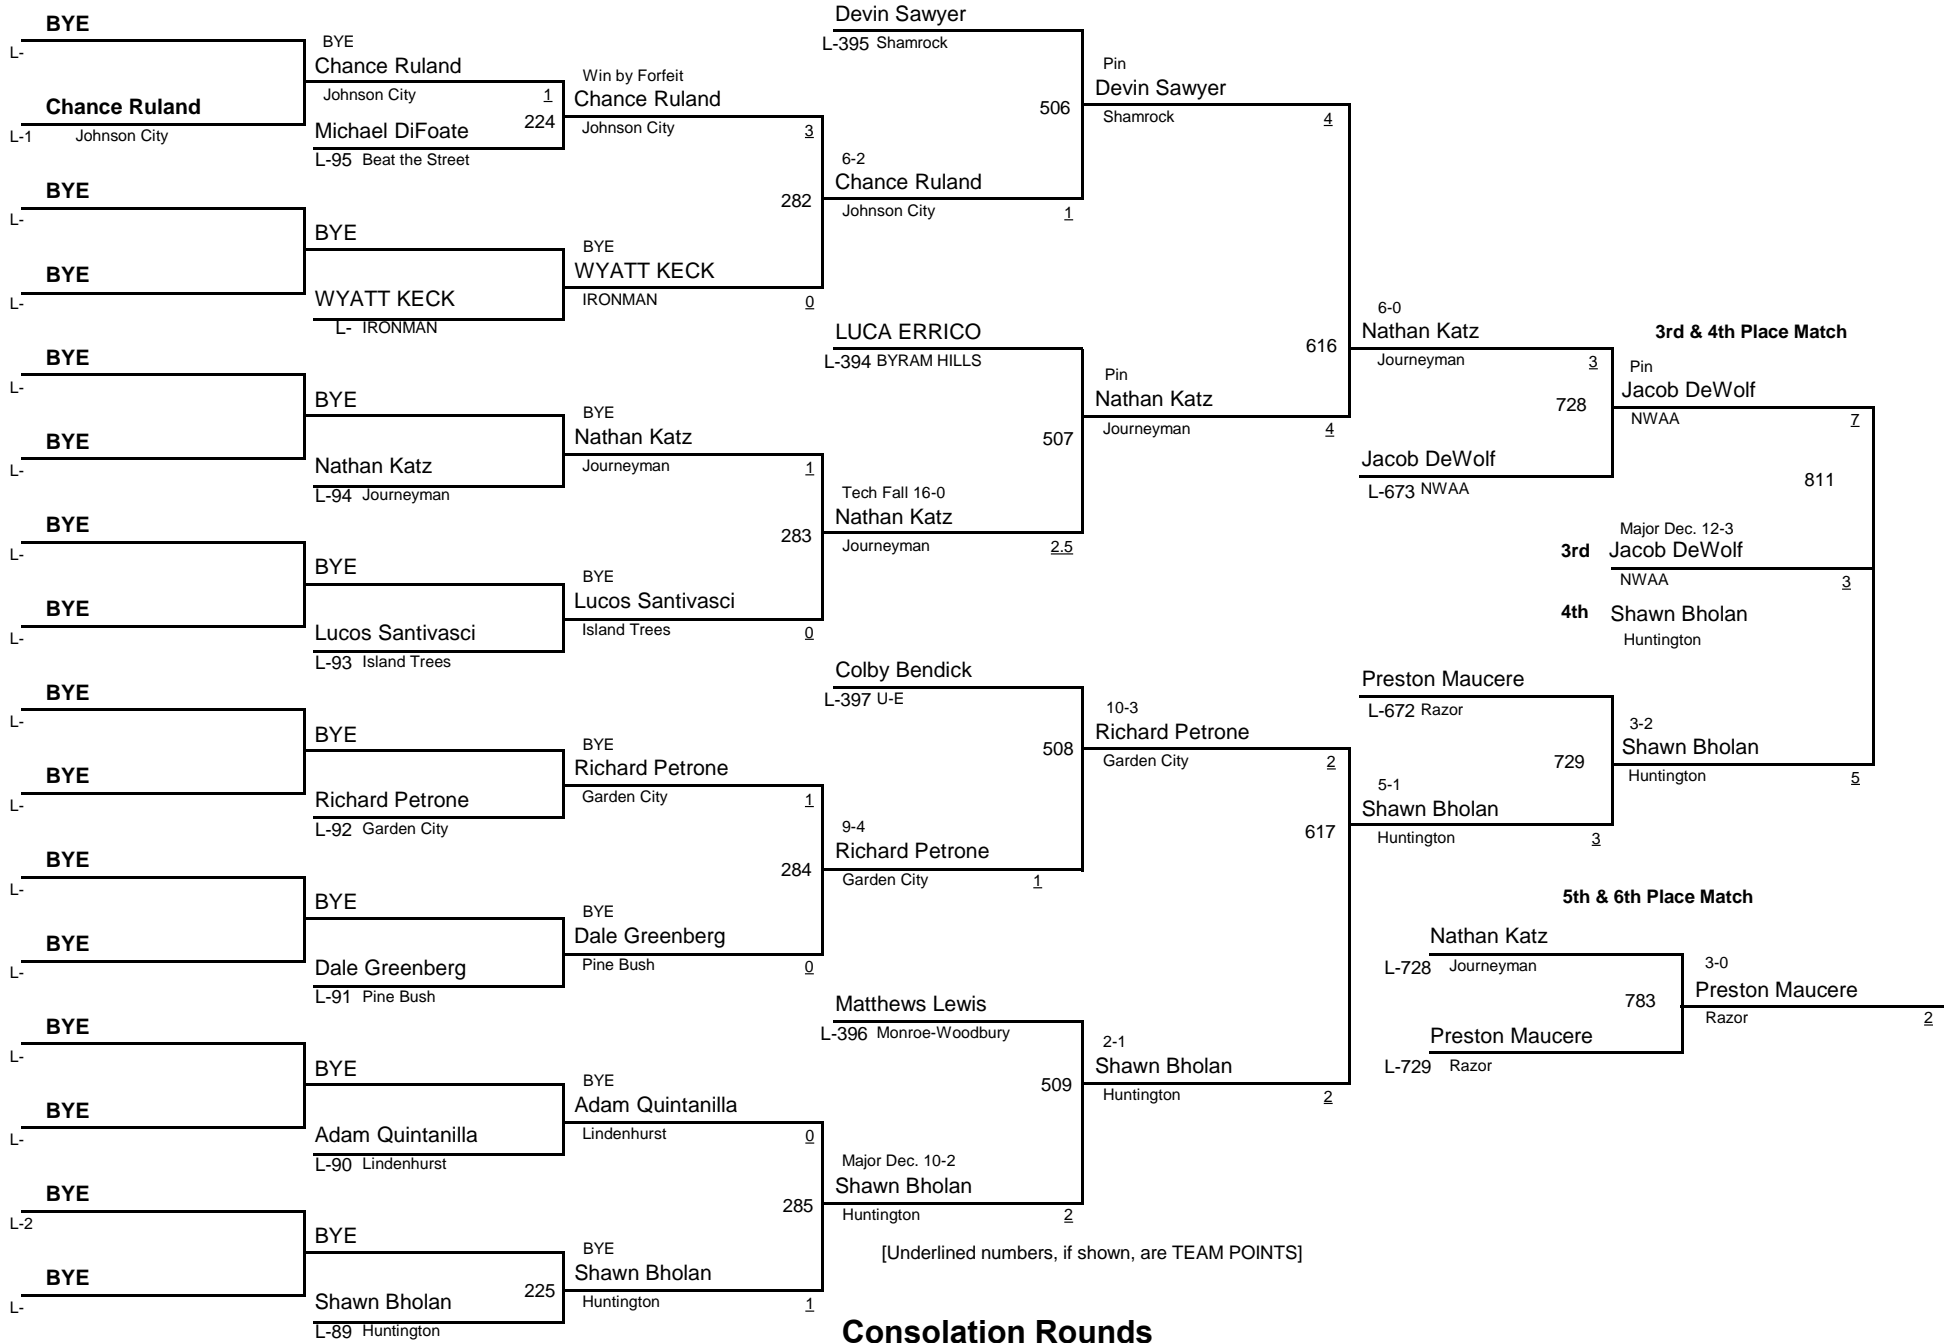 BYE
L-
Chance Ruland
L-1 Johnson City
BYE
L-
BYE
L-
BYE
L-
BYE
L-
BYE
L-
BYE
L-
BYE
L-
BYE
L-
BYE
L-
BYE
L-
BYE
L-
BYE
L-
BYE
L-2
BYE
L-
BYE
Chance Ruland
Johnson City 1
224
Michael DiFoate
L-95 Beat the Street
BYE
WYATT KECK
L- IRONMAN
BYE
Nathan Katz
L-94 Journeyman
BYE
Lucos Santivasci
L-93 Island Trees
BYE
Richard Petrone
L-92 Garden City
BYE
Dale Greenberg
L-91 Pine Bush
BYE
Adam Quintanilla
L-90 Lindenhurst
BYE
225
Shawn Bholan
L-89 Huntington
Win by Forfeit
Chance Ruland
Johnson City 3
282
BYE
WYATT KECK
IRONMAN 0
BYE
Nathan Katz
Journeyman 1
283
BYE
Lucos Santivasci
Island Trees 0
BYE
Richard Petrone
Garden City 1
284
BYE
Dale Greenberg
Pine Bush 0
BYE
Adam Quintanilla
Lindenhurst 0
285
BYE
Shawn Bholan
Huntington 1
Devin Sawyer
L-395 Shamrock
506
6-2
Chance Ruland
Johnson City 1
LUCA ERRICO
L-394 BYRAM HILLS
507
Tech Fall 16-0
Nathan Katz
Journeyman 2.5
Colby Bendick
L-397 U-E
508
9-4
Richard Petrone
Garden City 1
Matthews Lewis
L-396 Monroe-Woodbury
509
Major Dec. 10-2
Shawn Bholan
Huntington 2
Pin
Devin Sawyer
Shamrock 4
616
Pin
Nathan Katz
Journeyman 4
10-3
Richard Petrone
Garden City 2
617
2-1
Shawn Bholan
Huntington 2
6-0
Nathan Katz
Journeyman 3
728
Jacob DeWolf
L-673 NWAA
Preston Maucere
L-672 Razor
729
5-1
Shawn Bholan
Huntington 3
3rd & 4th Place Match
Pin
Jacob DeWolf
NWAA 7
811
Major Dec. 12-3
3rd Jacob DeWolf
NWAA 3
4th Shawn Bholan
Huntington
3-2
Shawn Bholan
Huntington 5
5th & 6th Place Match
Nathan Katz
L-728 Journeyman
783
Preston Maucere
L-729 Razor
3-0
Preston Maucere
Razor 2
[Underlined numbers, if shown, are TEAM POINTS]
Consolation Rounds